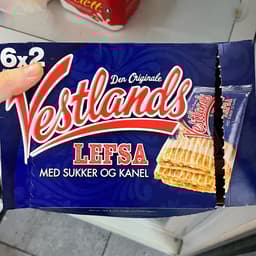 6x2
Den Originale
Vestlands
LEFSA
MED SUKKER OG KANEL